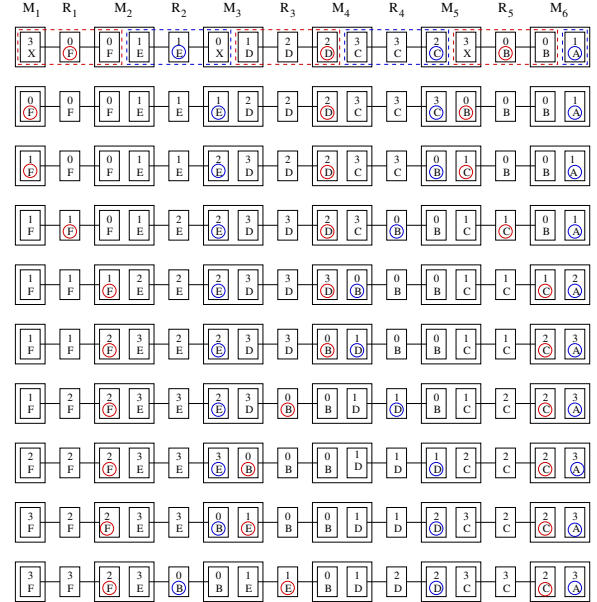 M1 R1 M2 R2 M3 R3 M4 R4 M5 R5 M6
3 0 0 1 1 0 1 2 2 3 3 2 3 0 0 1
X F F E E X D D D C C C X B B A
0 0 0 1 1 1 2 2 2 3 3 3 0 0 0 1
F F F E E E D D D C C C B B B A
1 0 0 1 1 2 3 2 2 3 3 0 1 0 0 1
F F F E E E D D D C C B C B B A
1 1 0 1 2 2 3 3 2 3 0 0 1 1 0 1
F F F E E E D D D C B B C C B A
1 1 1 2 2 2 3 3 3 0 0 0 1 1 1 2
F F F E E E D D D B B B C C C A
1 1 2 3 2 2 3 3 0 1 0 0 1 1 2 3
F F F E E E D D B D B B C C C A
1 2 2 3 3 2 3 0 0 1 1 0 1 2 2 3
F F F E E E D B B D D B C C C A
2 2 2 3 3 3 0 0 0 1 1 1 2 2 2 3
F F F E E E B B B D D D C C C A
3 2 2 3 3 0 1 0 0 1 1 2 3 2 2 3
F F F E E B E B B D D D C C C A
3 3 2 3 0 0 1 1 0 1 2 2 3 3 2 3
F F F E B B E E B D D D C C C A